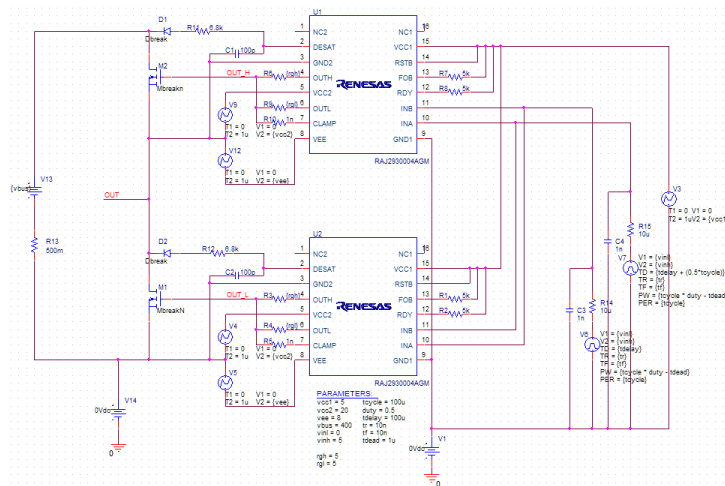 U1
D1
Dbreak
R11
6.8k
C1
100p
M2
Mbreakn
OUT_H
R6
{rgh}
R9
{rgl}
R10
1n
V9
T1 = 0 V1 = 0
T2 = 1u V2 = {vcc2}
V12
T1 = 0 V1 = 0
T2 = 1u V2 = {vee}
1 NC2
2 DESAT
3 GND2
4 OUTH
5 VCC2
6 OUTL
7 CLAMP
8 VEE
NC1 16
VCC1 15
RSTB 14
FOB 13
RDY 12
INB 11
INA 10
GND1 9
RENESAS
RAJ2930004AGM
R7
5k
R8
5k
V13
{vbus}
R13
500m
OUT
U2
D2
Dbreak
R12
6.8k
C2
100p
M1
MbreakN
OUT_L
R3
{rgh}
R4
{rgl}
R5
1n
V4
T1 = 0 V1 = 0
T2 = 1u V2 = {vcc2}
V5
T1 = 0 V1 = 0
T2 = 1u V2 = {vee}
1 NC2
2 DESAT
3 GND2
4 OUTH
5 VCC2
6 OUTL
7 CLAMP
8 VEE
NC1 16
VCC1 15
RSTB 14
FOB 13
RDY 12
INB 11
INA 10
GND1 9
RENESAS
RAJ2930004AGM
R1
5k
R2
5k
V3
T1 = 0 V1 = 0
T2 = 1uV2 = {vcc1
C4
1n
R15
10u
V7
V1 = {vinl}
V2 = {vinh}
TD = {tdelay + (0.5*tcycle)}
TR = {tr}
TF = {tf}
PW = {tcycle * duty - tdead}
PER = {tcycle}
C3
1n
R14
10u
V6
V1 = {vinl}
V2 = {vinh}
TD = {tdelay}
TR = {tr}
TF = {tf}
PW = {tcycle * duty - tdead}
PER = {tcycle}
V14
0Vdc
0
PARAMETERS:
vcc1 = 5 tcycle = 100u
vcc2 = 20 duty = 0.5
vee = 8 tdelay = 100u
vbus = 400 tr = 10n
vinl = 0 tf = 10n
vinh = 5 tdead = 1u
rgh = 5
rgl = 5
V1
0Vdc
0